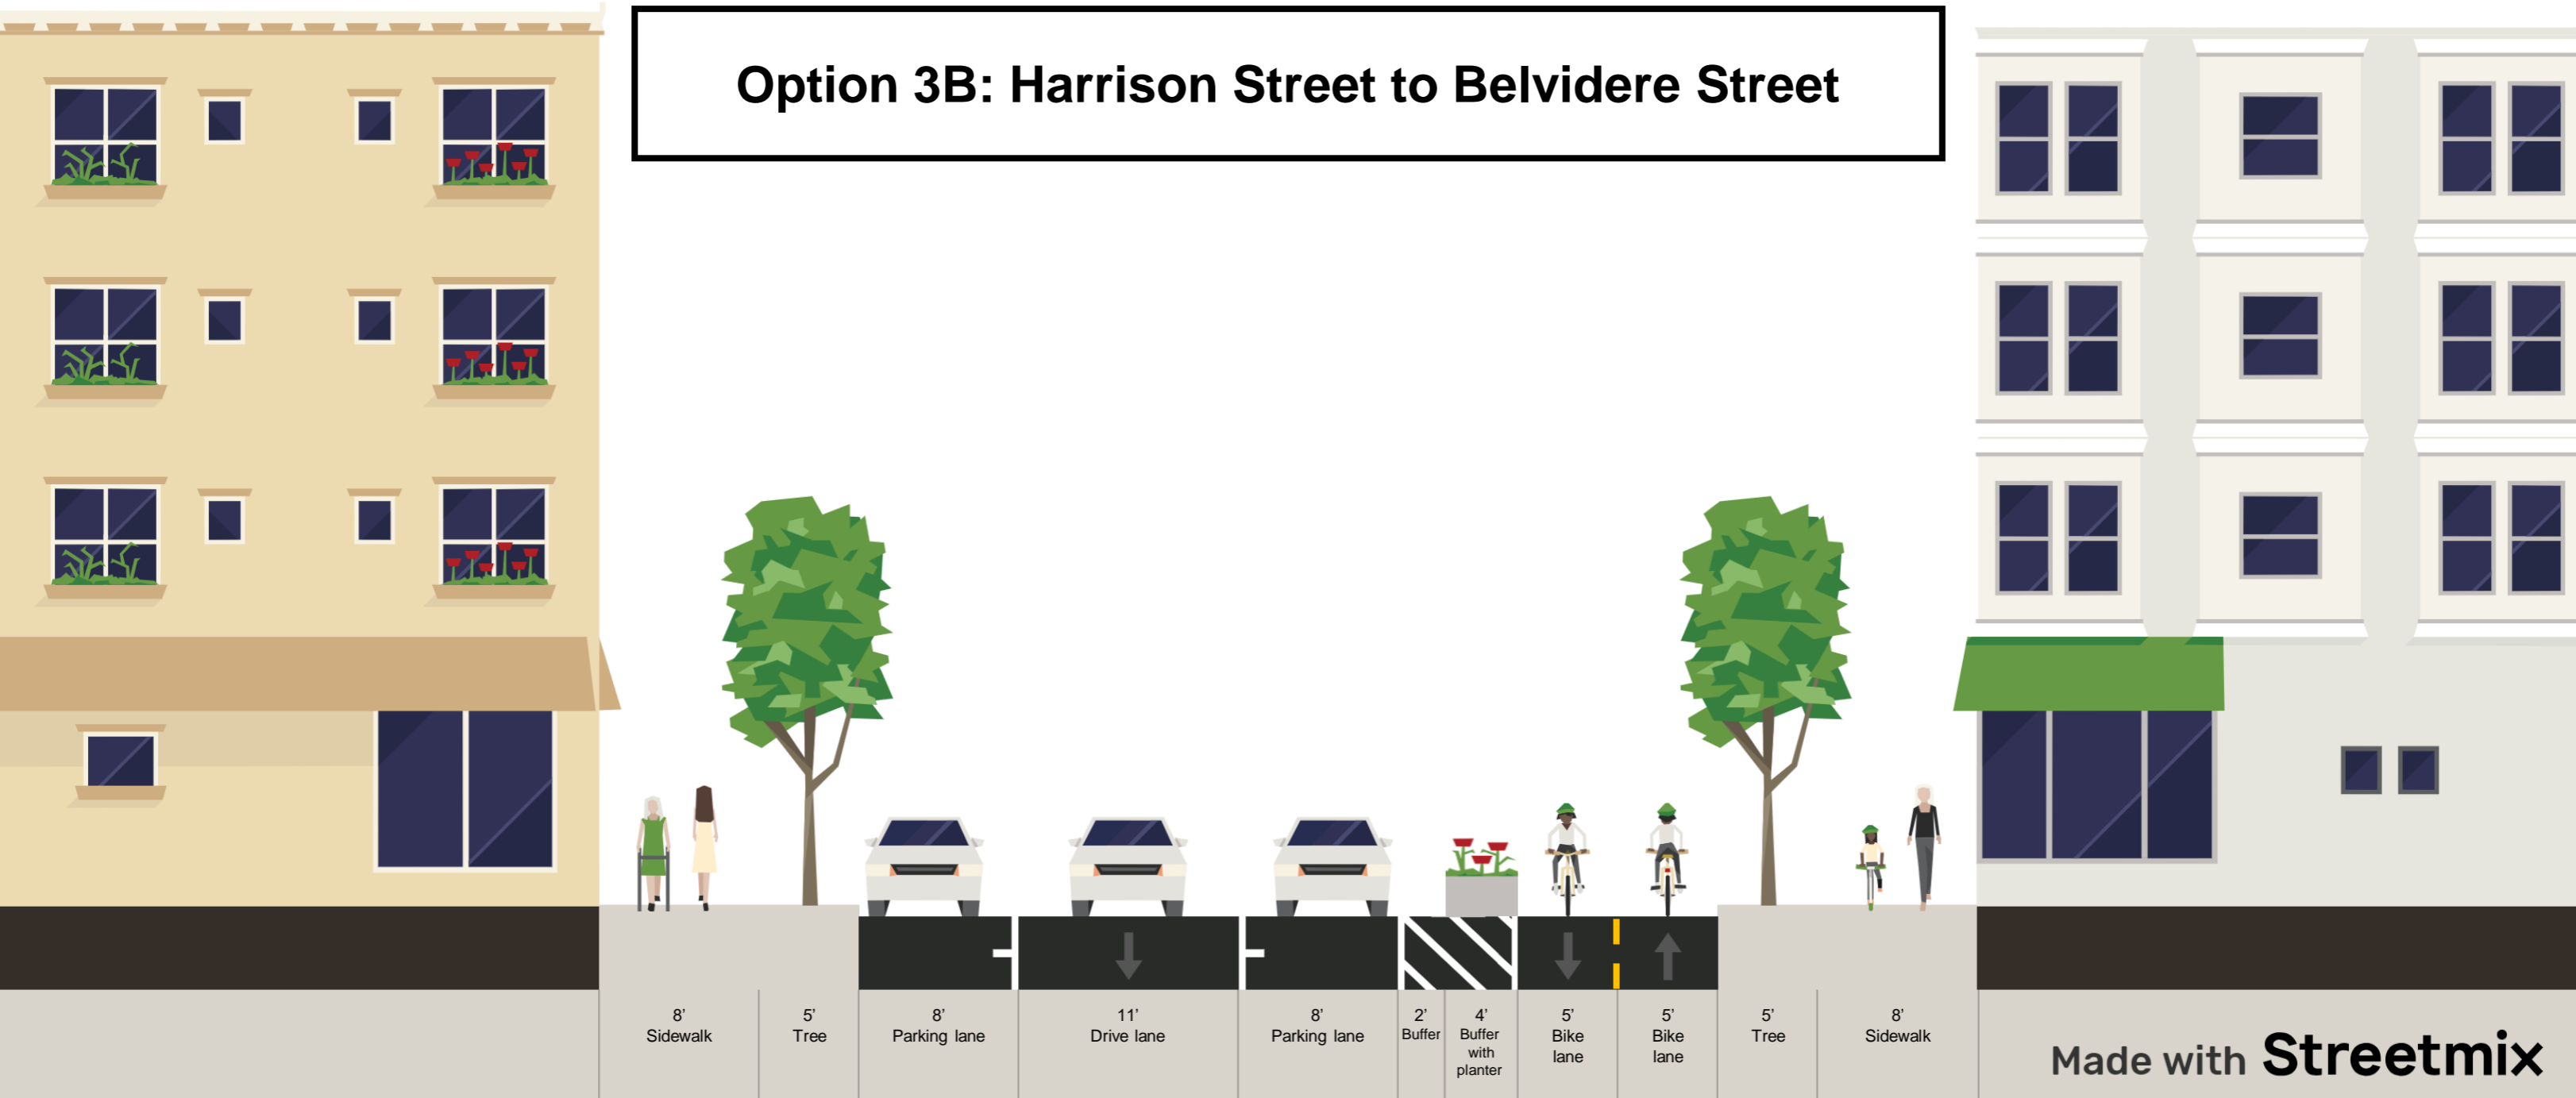 Option 3B: Harrison Street to Belvidere Street
8’
Sidewalk
5’
Tree
8’
Parking lane
11’
Drive lane
8’
Parking lane
2’
Buffer
4’
Buffer
with
planter
5’
Bike
lane
5’
Bike
lane
5’
Tree
8’
Sidewalk
Made with Streetmix